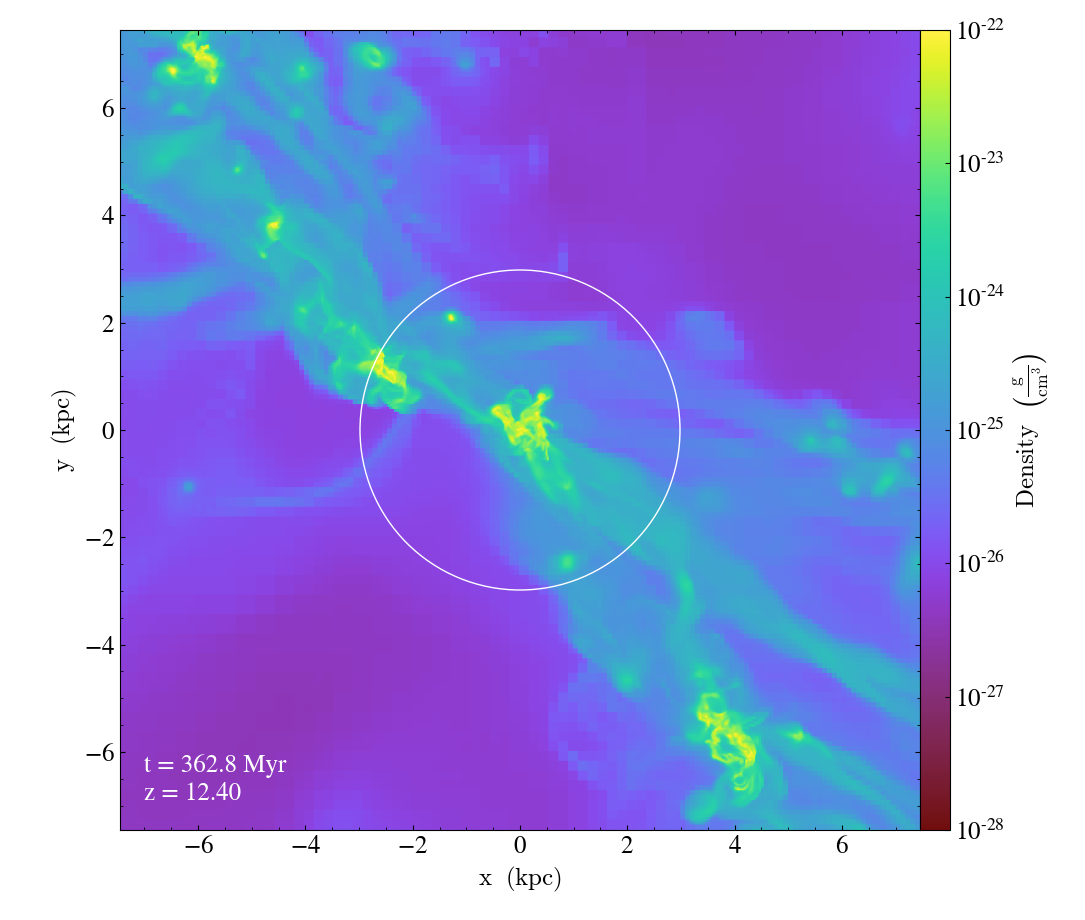 10^-22
10^-23
10^-24
10^-25
10^-26
10^-27
10^-28
Density (g/cm^3)
6
4
2
0
−2
−4
−6
y (kpc)
t = 362.8 Myr
z = 12.40
−6 −4 −2 0 2 4 6
x (kpc)